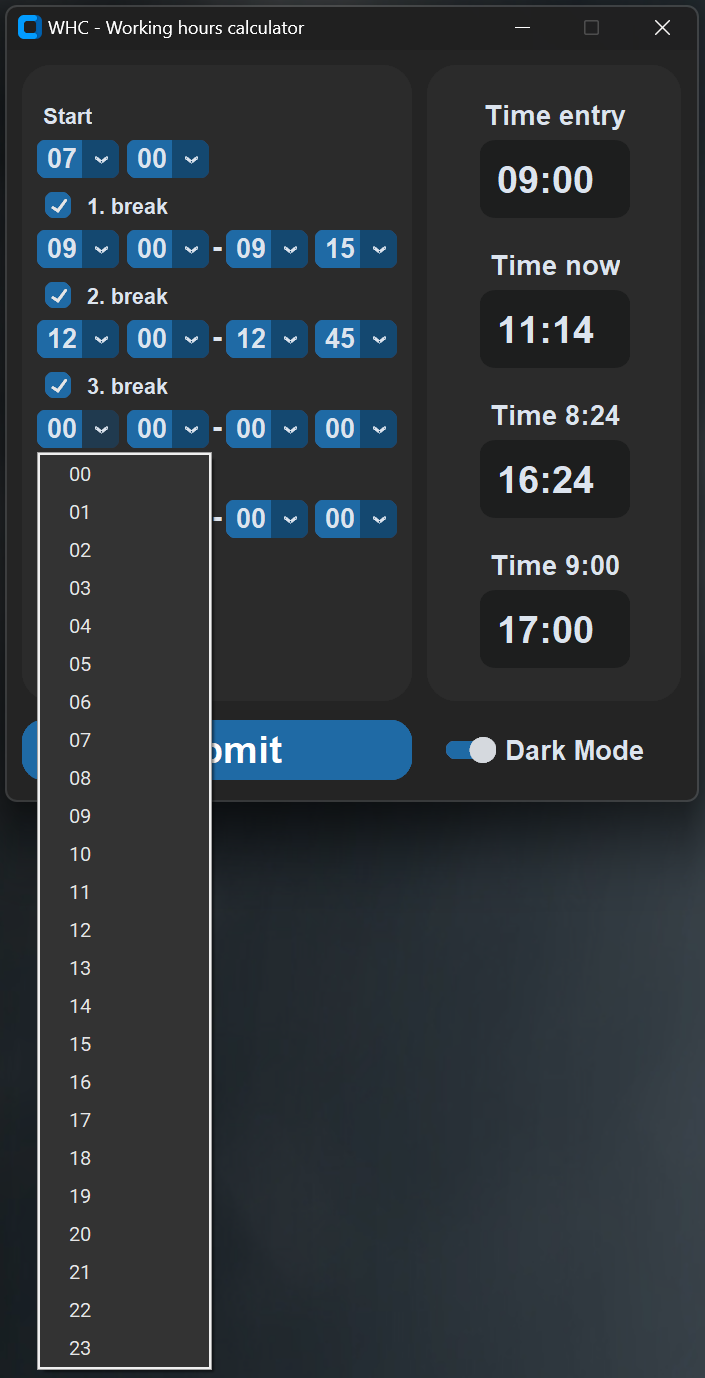 WHC - Working hours calculator
Start
07 00
1. break
09 00 - 09 15
2. break
12 00 - 12 45
3. break
00 00 - 00 00
- 00 00
00
01
02
03
04
05
06
07
08
09
10
11
12
13
14
15
16
17
18
19
20
21
22
23
Time entry
09:00
Time now
11:14
Time 8:24
16:24
Time 9:00
17:00
Dark Mode